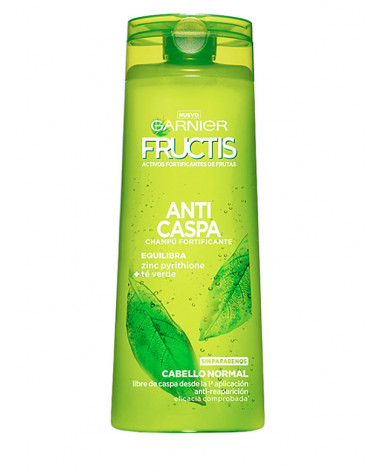 NUEVO
GARNIER
FRUCTIS
ACTIVOS FORTIFICANTES DE FRUTAS
ANTI
CASPA
CHAMPÚ FORTIFICANTE
EQUILIBRA
zinc pyrithione
+ té verde
SIN PARABENOS
CABELLO NORMAL
libre de caspa desde la 1ª aplicación
anti-reaparición
eficacia comprobada*